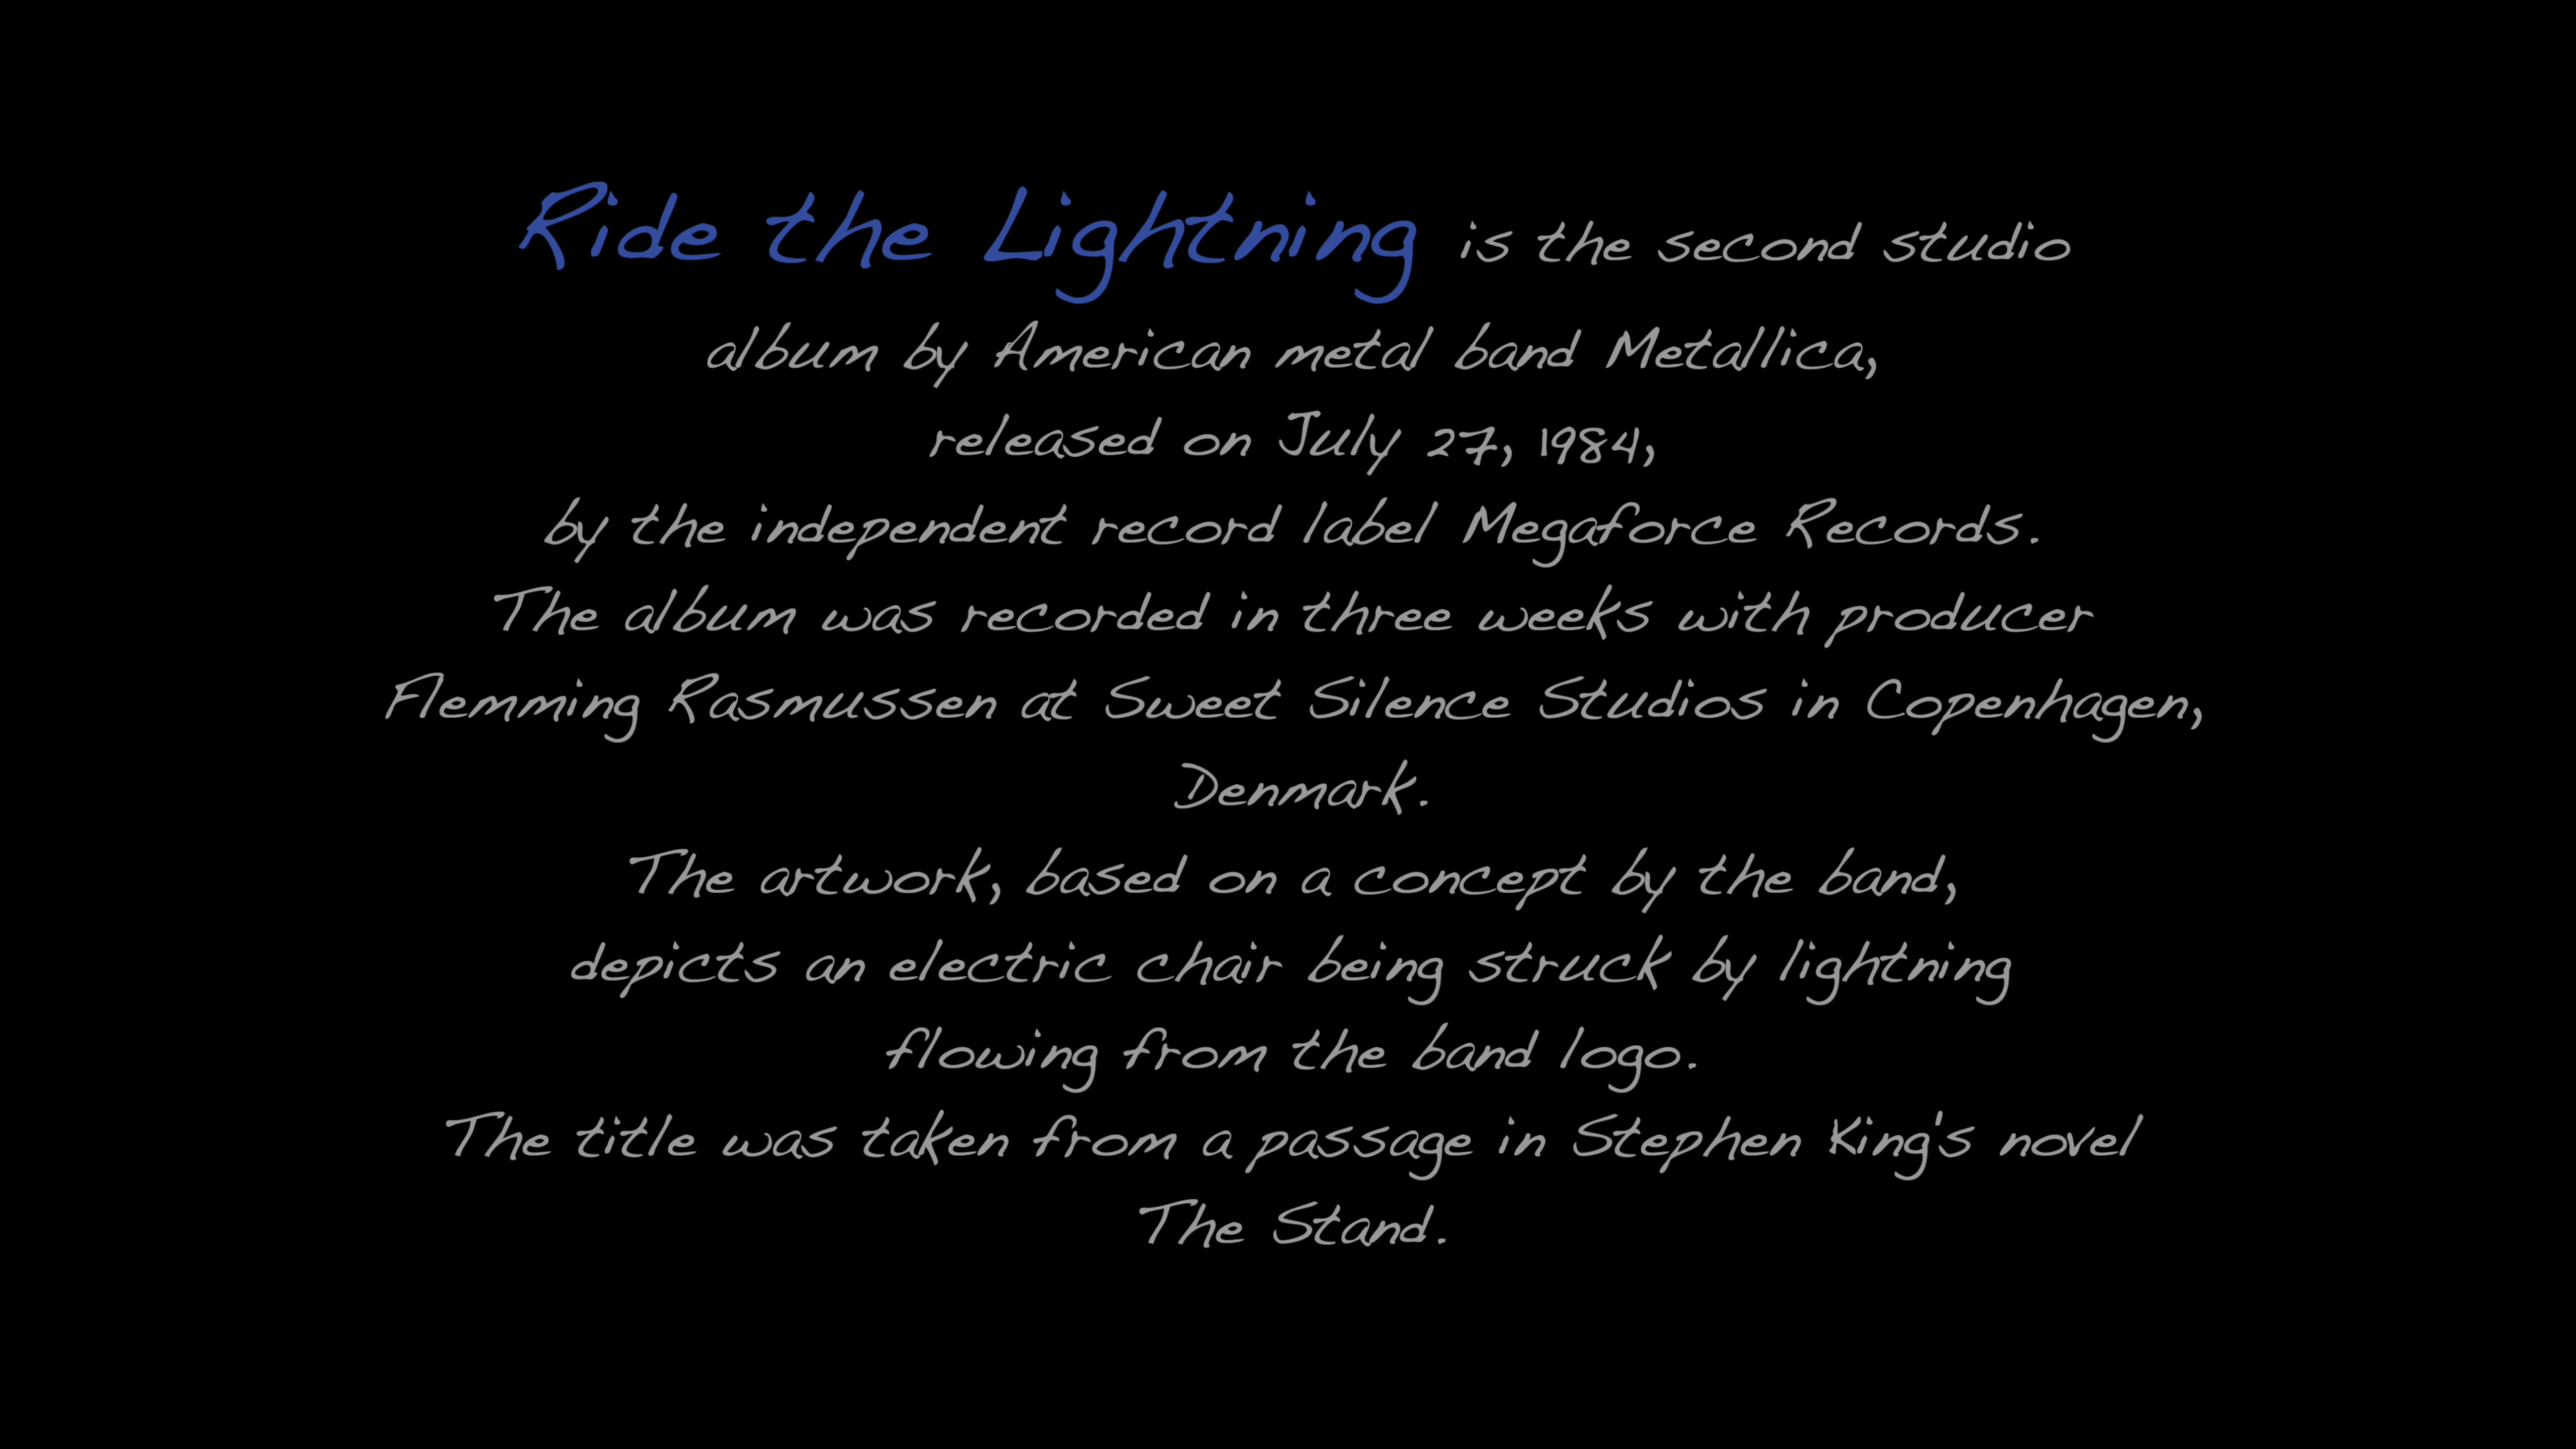 Ride the Lightning is the second studio
album by American metal band Metallica,
released on July 27, 1984,
by the independent record label Megaforce Records.
The album was recorded in three weeks with producer
Flemming Rasmussen at Sweet Silence Studios in Copenhagen,
Denmark.
The artwork, based on a concept by the band,
depicts an electric chair being struck by lightning
flowing from the band logo.
The title was taken from a passage in Stephen King's novel
The Stand.